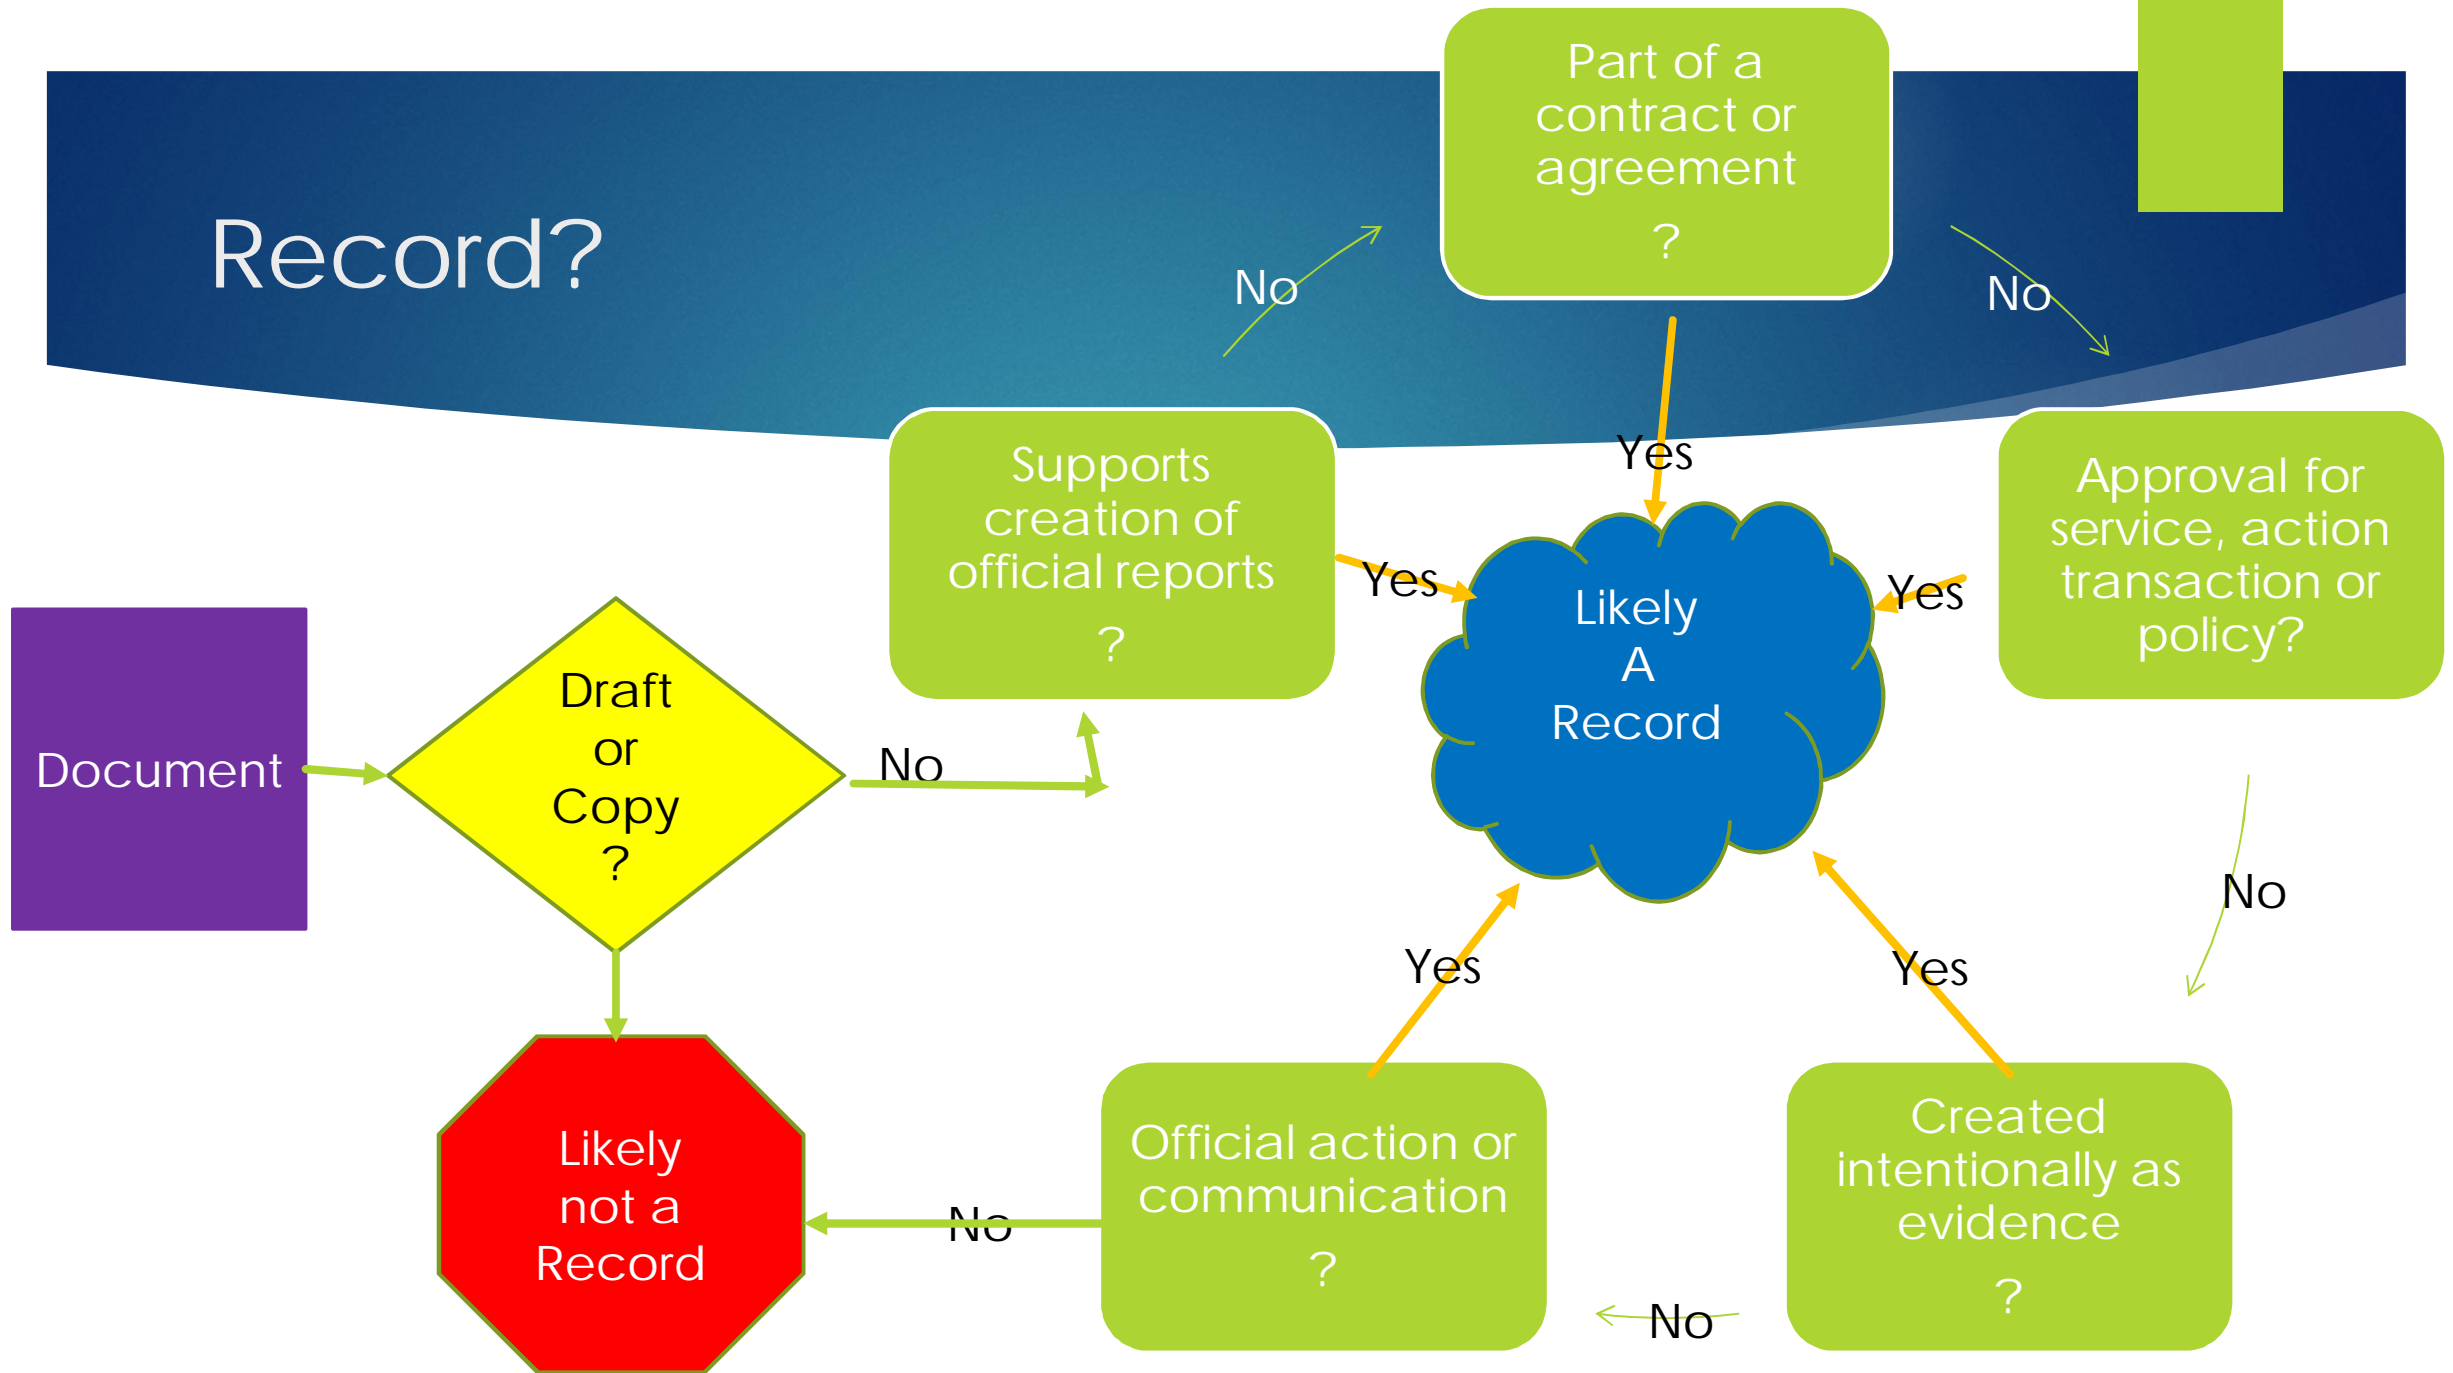 Record?
Document
Draft
or
Copy
?
No
Likely
not a
Record
Supports
creation of
official reports
?
No
Yes
Part of a
contract or
agreement
?
No
Yes
Approval for
service, action
transaction or
policy?
Yes
No
Created
intentionally as
evidence
?
Yes
No
Official action or
communication
?
Yes
No
Likely
A
Record